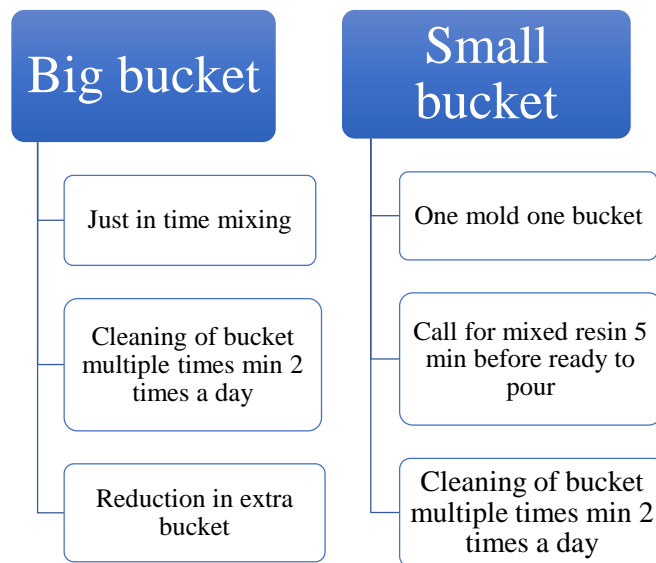 Big bucket
Just in time mixing
Cleaning of bucket
multiple times min 2
times a day
Reduction in extra
bucket
Small
bucket
One mold one bucket
Call for mixed resin 5
min before ready to
pour
Cleaning of bucket
multiple times min 2
times a day